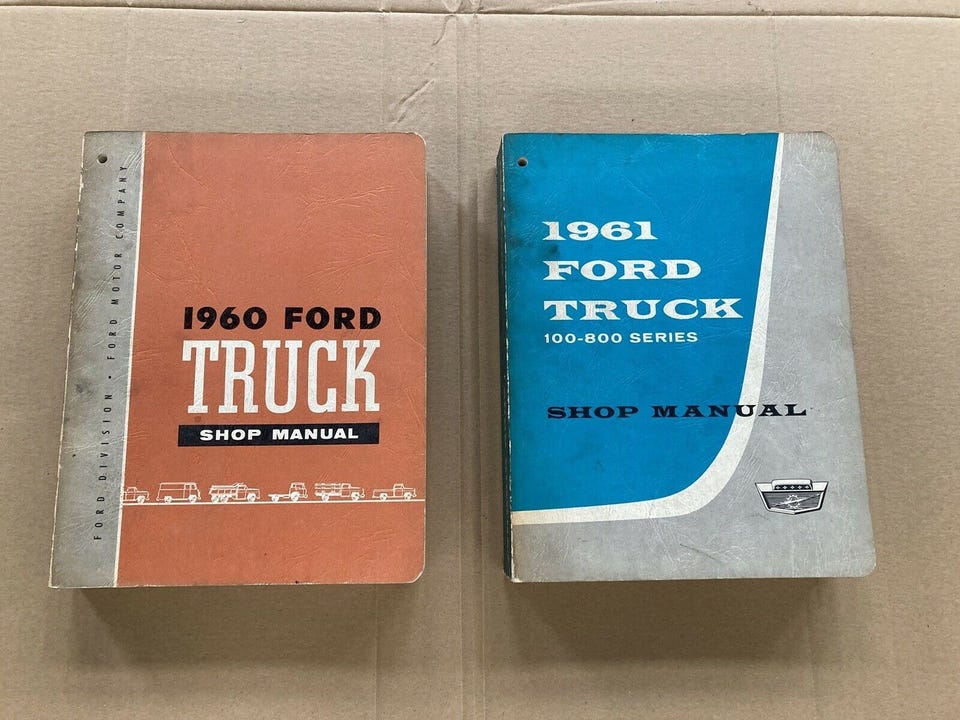 FORD DIVISION • FORD MOTOR COMPANY
1960 FORD
TRUCK
SHOP MANUAL
1961
FORD
TRUCK
100-800 SERIES
SHOP MANUAL